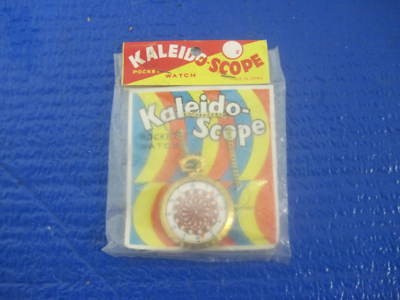 KALEIDO-SCOPE
POCKET WATCH
Kaleido-
Scope
POCKET
WATCH